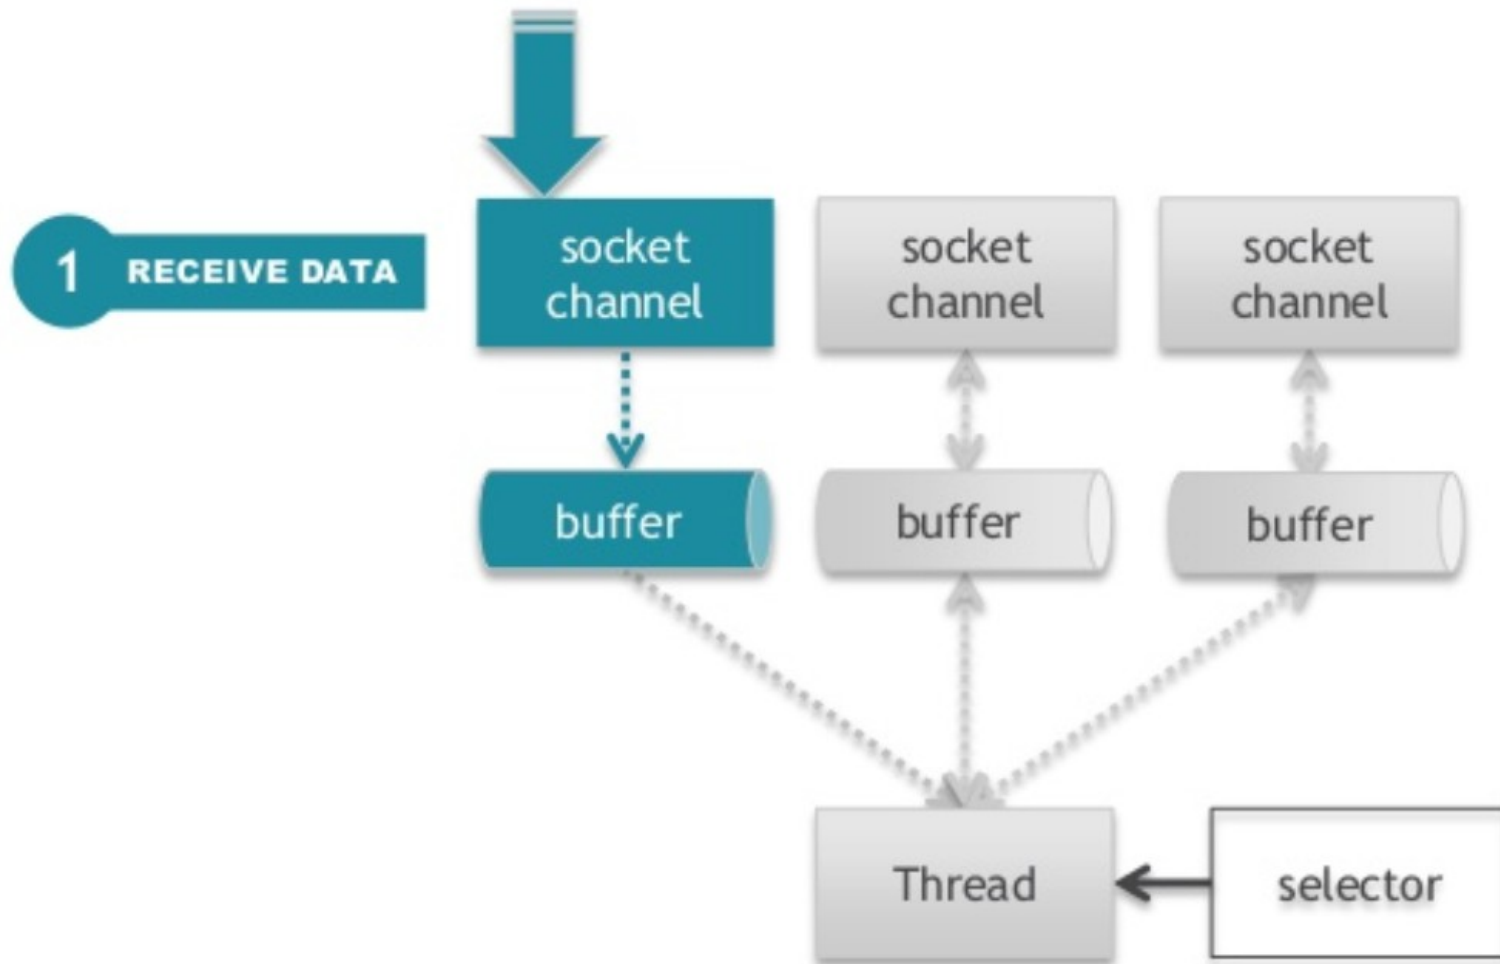 1 RECEIVE DATA
socket
channel
socket
channel
socket
channel
buffer
buffer
buffer
Thread
selector